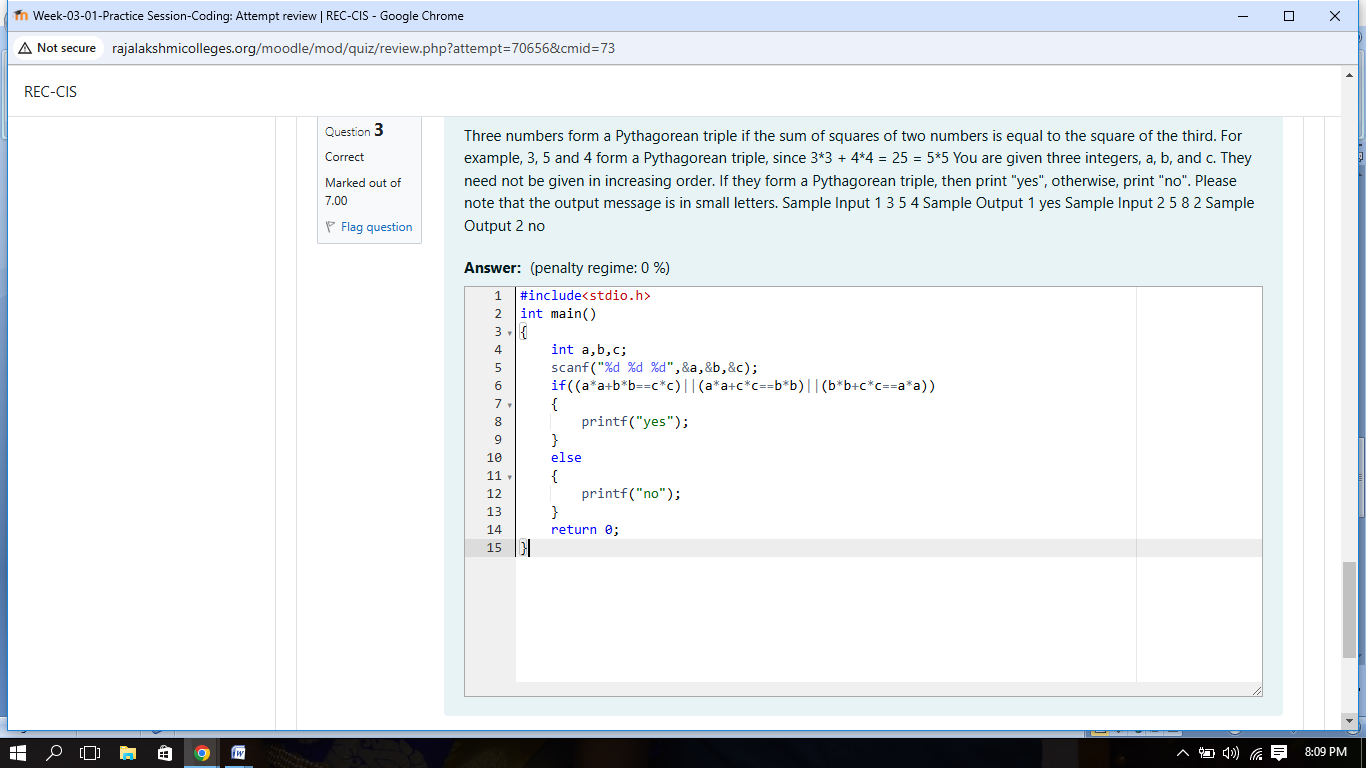 Week-03-01-Practice Session-Coding: Attempt review | REC-CIS - Google Chrome
Not secure rajalakshmicolleges.org/moodle/mod/quiz/review.php?attempt=70656&cmid=73
REC-CIS
Question 3
Correct
Marked out of
7.00
Flag question
Three numbers form a Pythagorean triple if the sum of squares of two numbers is equal to the square of the third. For
example, 3, 5 and 4 form a Pythagorean triple, since 3*3 + 4*4 = 25 = 5*5 You are given three integers, a, b, and c. They
need not be given in increasing order. If they form a Pythagorean triple, then print "yes", otherwise, print "no". Please
note that the output message is in small letters. Sample Input 1 3 5 4 Sample Output 1 yes Sample Input 2 5 8 2 Sample
Output 2 no
Answer: (penalty regime: 0 %)
1 #include<stdio.h>
2 int main()
3 {
4 int a,b,c;
5 scanf("%d %d %d",&a,&b,&c);
6 if((a*a+b*b==c*c)||(a*a+c*c==b*b)||(b*b+c*c==a*a))
7 {
8 printf("yes");
9 }
10 else
11 {
12 printf("no");
13 }
14 return 0;
15 }
8:09 PM